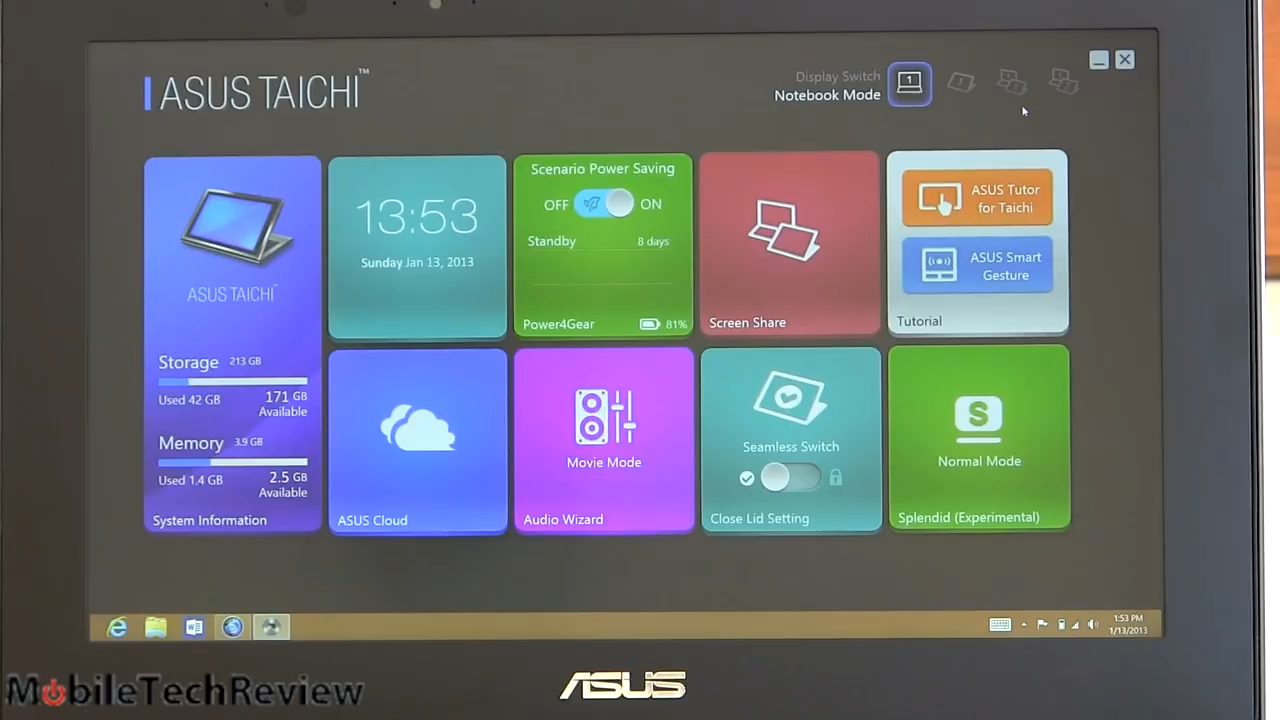 ASUS TAICHI™
Display Switch
Notebook Mode
1
ASUS TAICHI
Storage 213 GB
Used 42 GB
171 GB
Available
Memory 3.9 GB
Used 1.4 GB
2.5 GB
Available
System Information
13:53
Sunday Jan 13, 2013
Scenario Power Saving
OFF ON
Standby 8 days
Power4Gear 81%
Screen Share
ASUS Tutor
for Taichi
ASUS Smart
Gesture
Tutorial
ASUS Cloud
Movie Mode
Audio Wizard
Seamless Switch
Close Lid Setting
S
Normal Mode
Splendid (Experimental)
1:53 PM
1/13/2013
MobileTechReview
ASUS